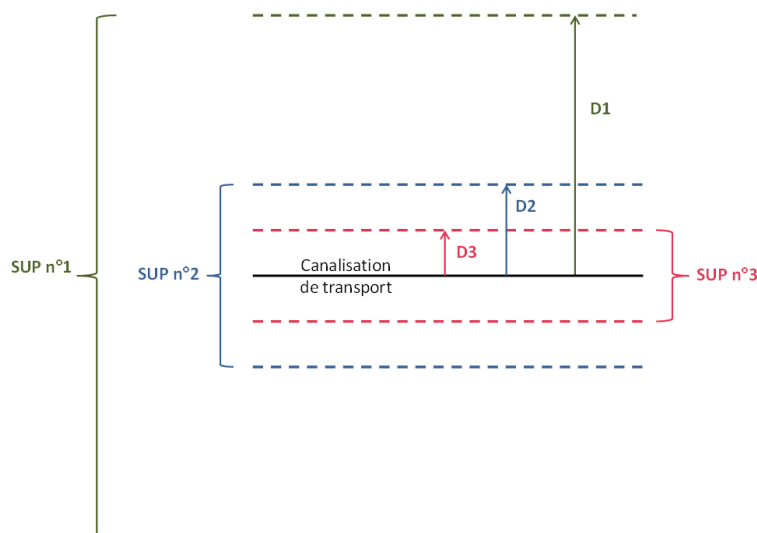 D1
D2
D3
SUP n°1
SUP n°2
Canalisation
de transport
SUP n°3